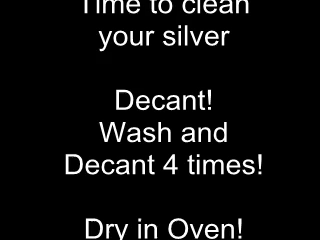 Time to clean
your silver
Decant!
Wash and
Decant 4 times!
Dry in Oven!